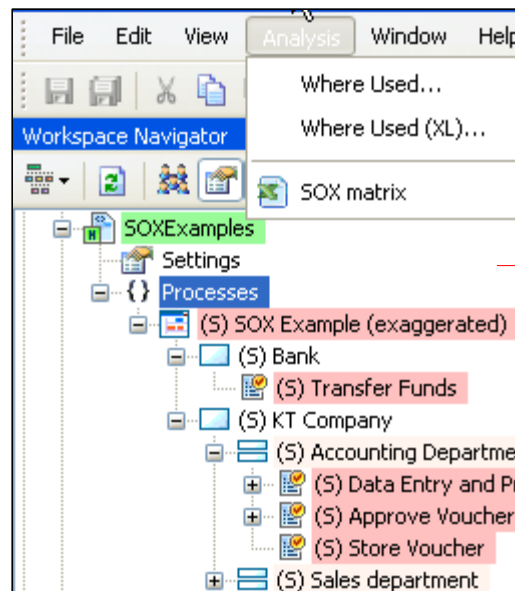 File Edit View Analysis Window Help
Where Used...
Where Used (XL)...
Workspace Navigator
SOX matrix
SOXExamples
Settings
{} Processes
(S) SOX Example (exaggerated)
(S) Bank
(S) Transfer Funds
(S) KT Company
(S) Accounting Departme
(S) Data Entry and Pr
(S) Approve Voucher
(S) Store Voucher
(S) Sales department